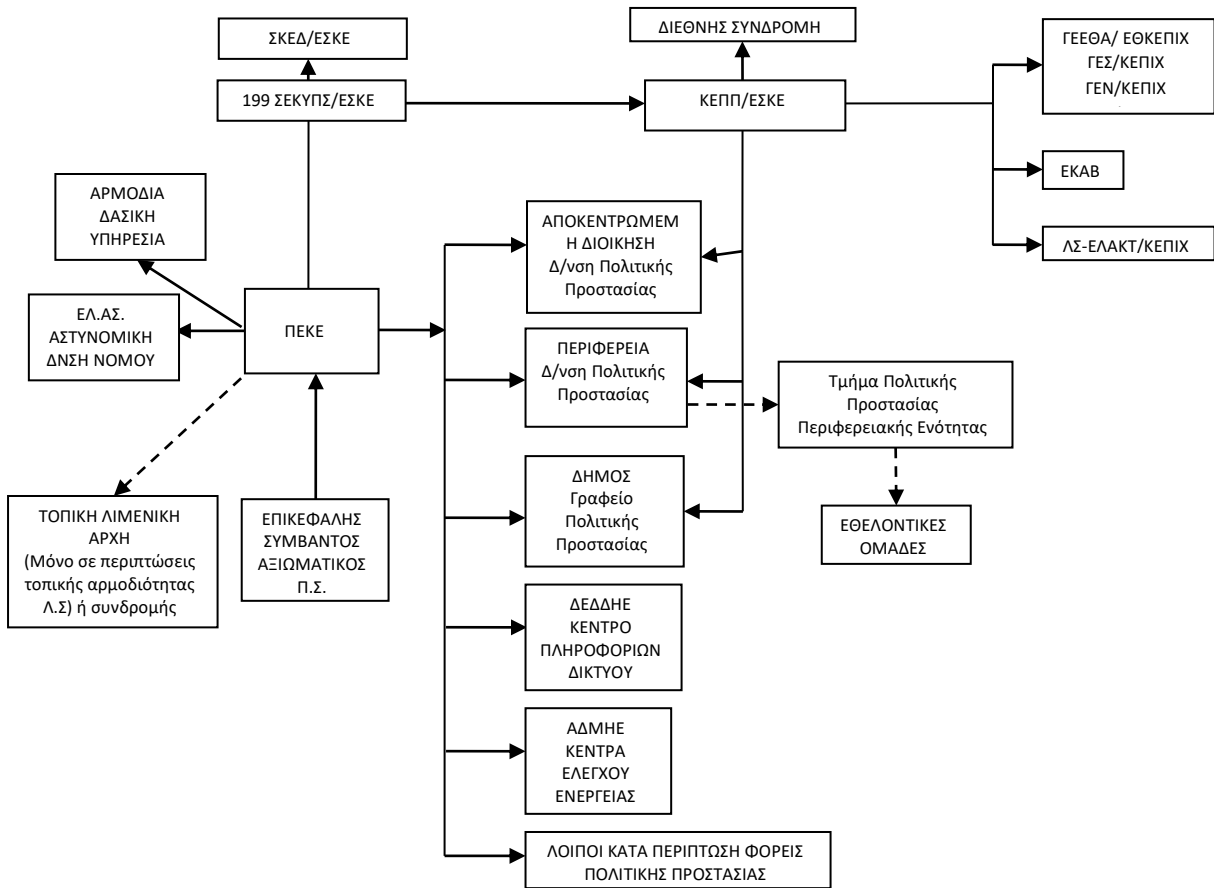 ΔΙΕΘΝΗΣ ΣΥΝΔΡΟΜΗ
ΣΚΕΔ/ΕΣΚΕ
ΓΕΕΘΑ/ ΕΘΚΕΠΙΧ
ΓΕΣ/ΚΕΠΙΧ
ΓΕΝ/ΚΕΠΙΧ
199 ΣΕΚΥΠΣ/ΕΣΚΕ
ΚΕΠΠ/ΕΣΚΕ
ΕΚΑΒ
ΛΣ-ΕΛΑΚΤ/ΚΕΠΙΧ
ΑΡΜΟΔΙΑ
ΔΑΣΙΚΗ
ΥΠΗΡΕΣΙΑ
ΑΠΟΚΕΝΤΡΩΜΕΜ
Η ΔΙΟΙΚΗΣΗ
Δ/νση Πολιτικής
Προστασίας
ΕΛ.ΑΣ.
ΑΣΤΥΝΟΜΙΚΗ
ΔΝΣΗ ΝΟΜΟΥ
ΠΕΚΕ
ΠΕΡΙΦΕΡΕΙΑ
Δ/νση Πολιτικής
Προστασίας
Τμήμα Πολιτικής
Προστασίας
Περιφερειακής Ενότητας
ΤΟΠΙΚΗ ΛΙΜΕΝΙΚΗ
ΑΡΧΗ
(Μόνο σε περιπτώσεις
τοπικής αρμοδιότητας
Λ.Σ) ή συνδρομής
ΕΠΙΚΕΦΑΛΗΣ
ΣΥΜΒΑΝΤΟΣ
ΑΞΙΩΜΑΤΙΚΟΣ
Π.Σ.
ΔΗΜΟΣ
Γραφείο
Πολιτικής
Προστασίας
ΕΘΕΛΟΝΤΙΚΕΣ
ΟΜΑΔΕΣ
ΔΕΔΔΗΕ
ΚΕΝΤΡΟ
ΠΛΗΡΟΦΟΡΙΩΝ
ΔΙΚΤΥΟΥ
ΑΔΜΗΕ
ΚΕΝΤΡΑ
ΕΛΕΓΧΟΥ
ΕΝΕΡΓΕΙΑΣ
ΛΟΙΠΟΙ ΚΑΤΑ ΠΕΡΙΠΤΩΣΗ ΦΟΡΕΙΣ
ΠΟΛΙΤΙΚΗΣ ΠΡΟΣΤΑΣΙΑΣ